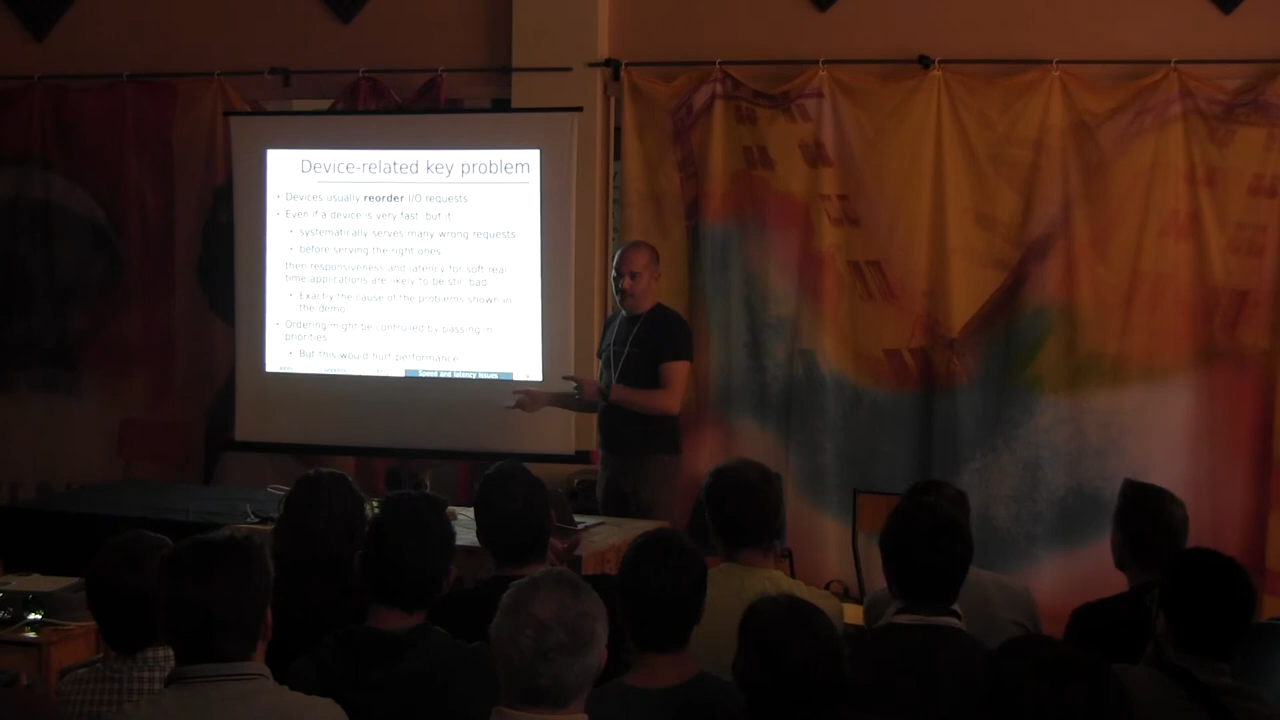 Device-related key problem
• Devices usually reorder I/O requests
• Even if a device is very fast, but it
• systematically serves many wrong requests
• before serving the right ones
then responsiveness and latency for soft real-
time applications are likely to be still bad
• Exactly the cause of the problems shown in
the demo
• Ordering might be controlled by passing
priorities
• But this would hurt performance
Speed and latency issues